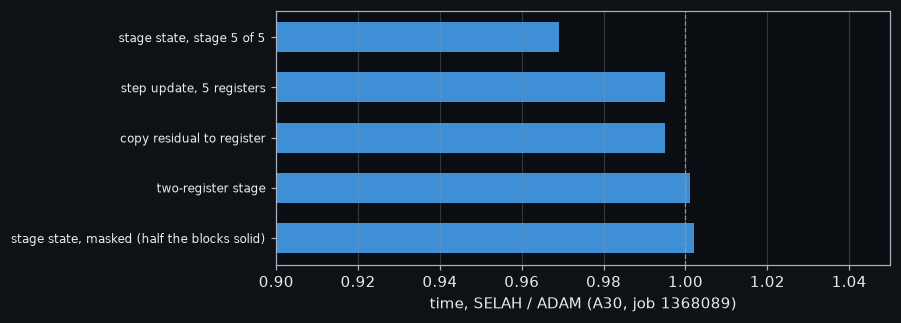 stage state, stage 5 of 5
step update, 5 registers
copy residual to register
two-register stage
stage state, masked (half the blocks solid)
0.90 0.92 0.94 0.96 0.98 1.00 1.02 1.04
time, SELAH / ADAM (A30, job 1368089)